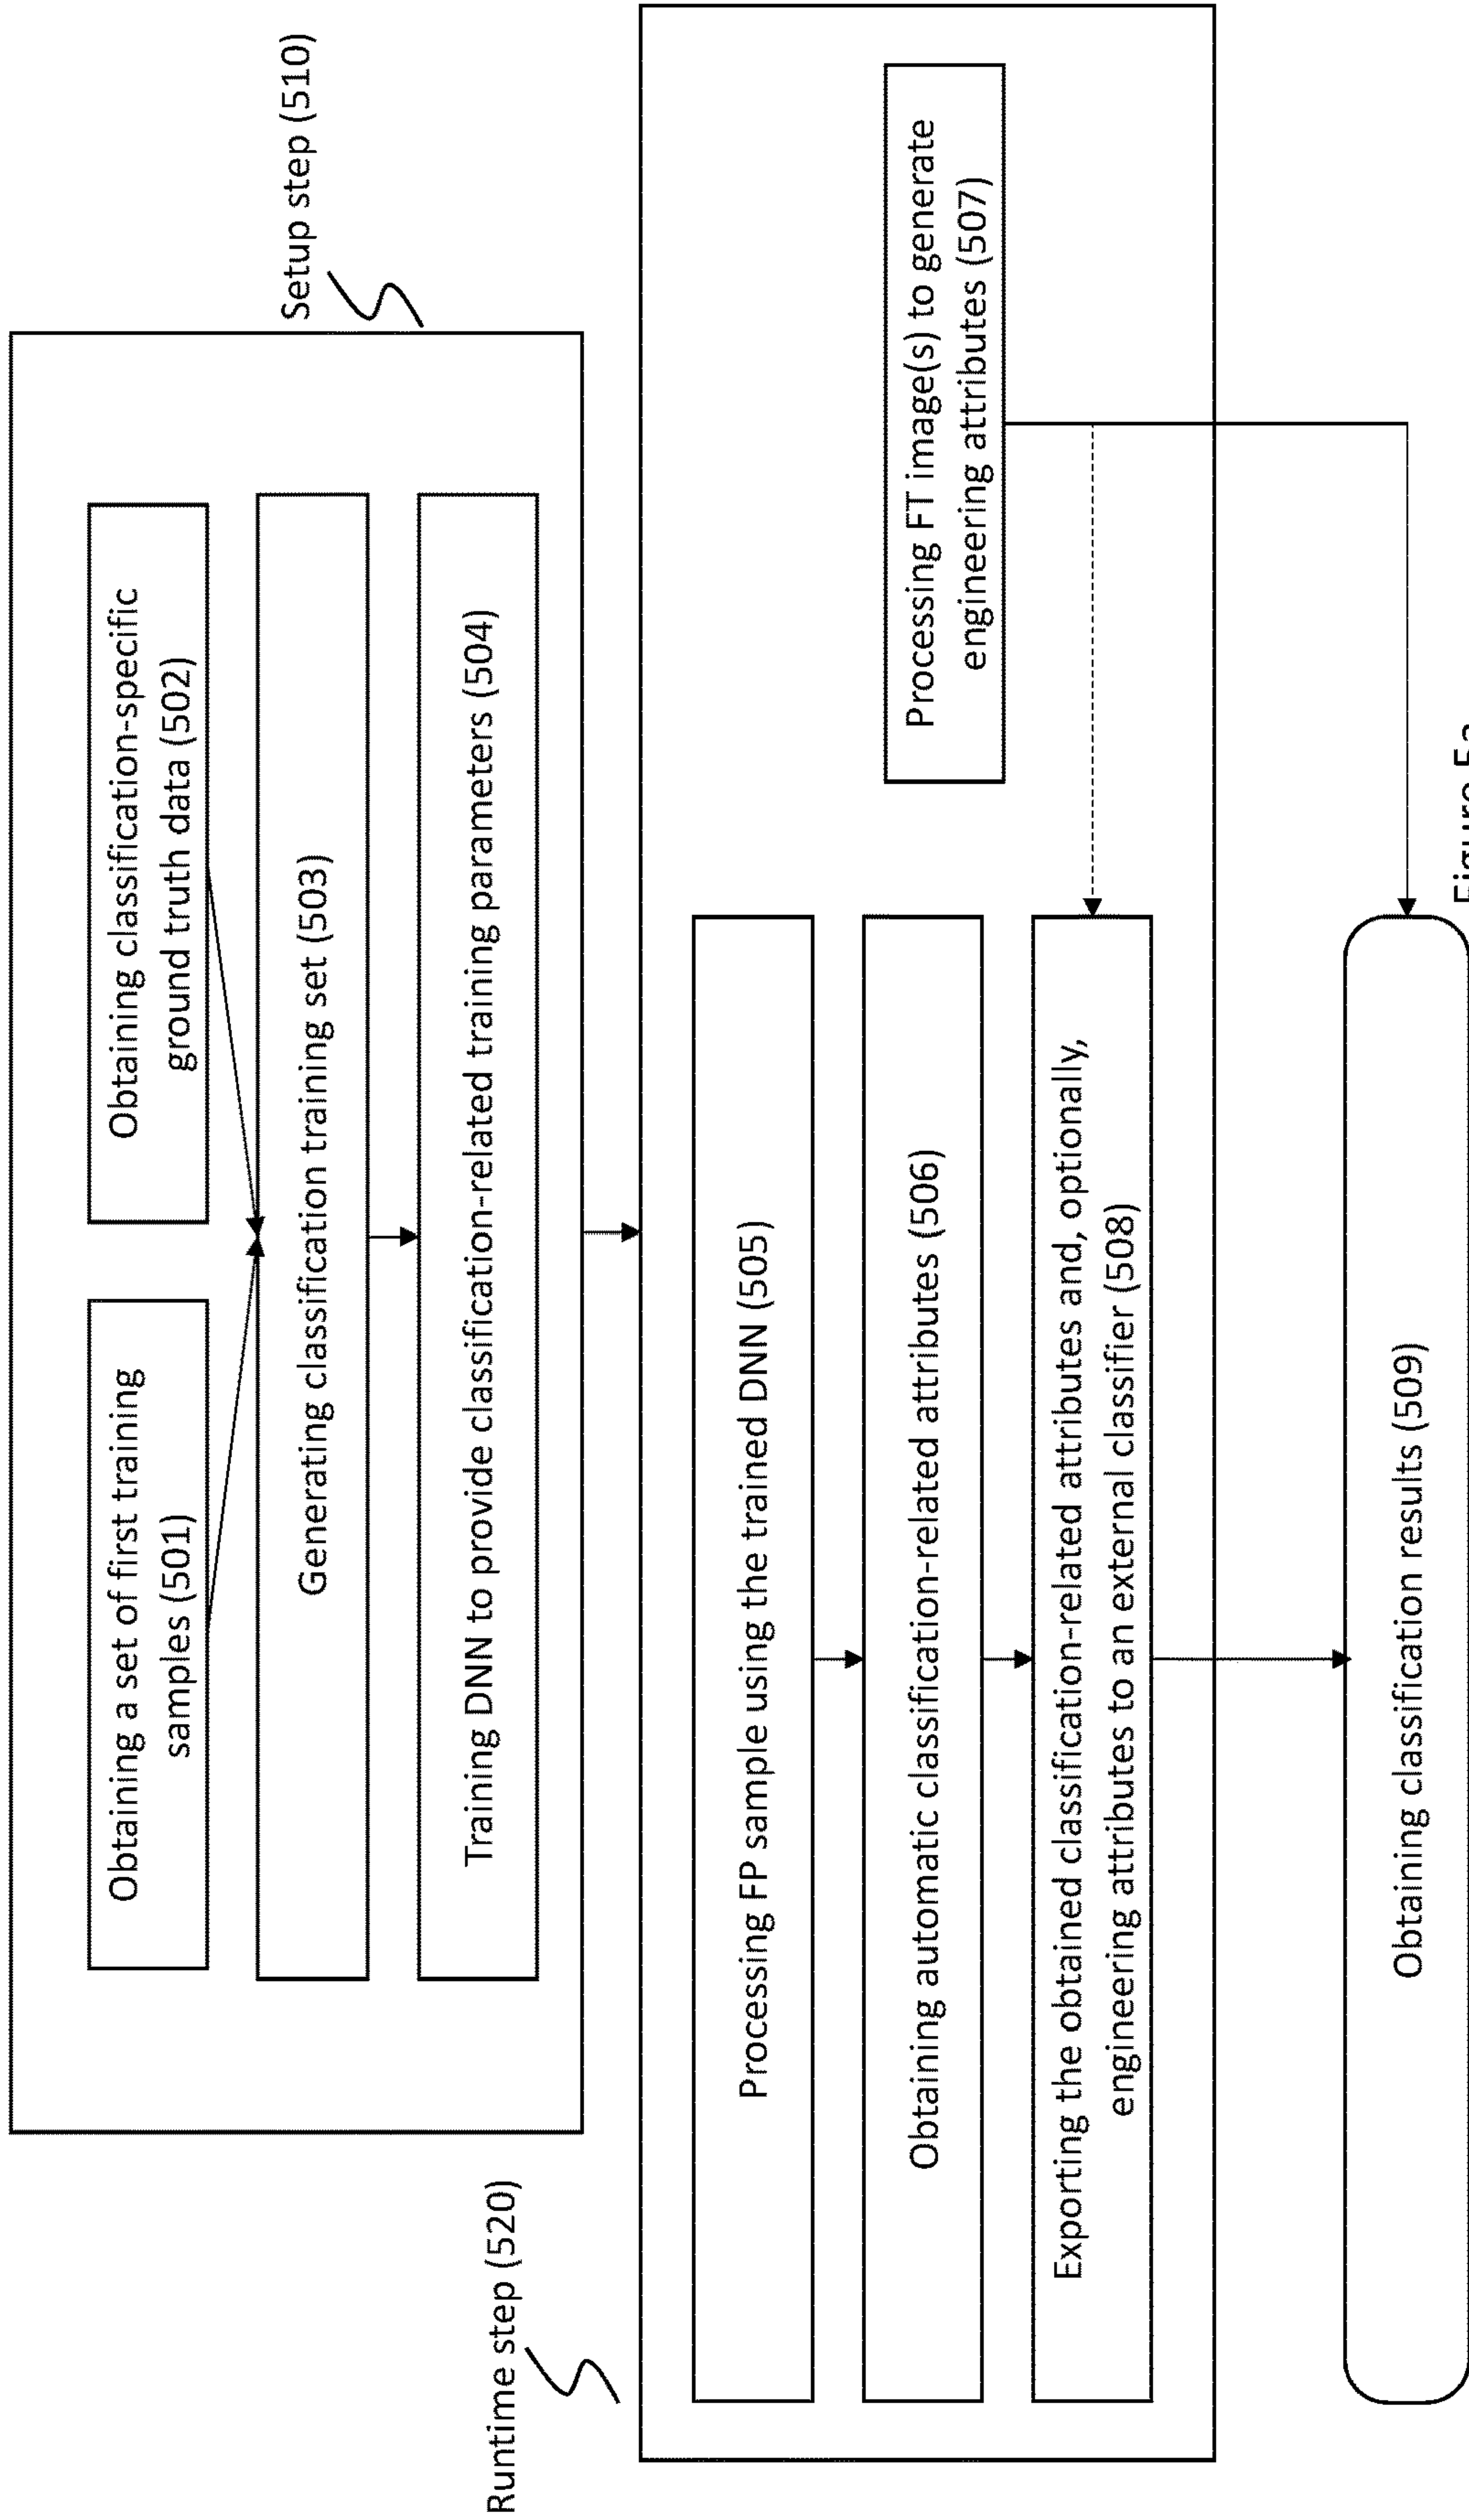 Setup step (510)
Obtaining a set of first training
samples (501)
Obtaining classification-specific
ground truth data (502)
Generating classification training set (503)
Training DNN to provide classification-related training parameters (504)
Runtime step (520)
Processing FP sample using the trained DNN (505)
Obtaining automatic classification-related attributes (506)
Processing FT image(s) to generate
engineering attributes (507)
Exporting the obtained classification-related attributes and, optionally,
engineering attributes to an external classifier (508)
Obtaining classification results (509)
Figure 5a